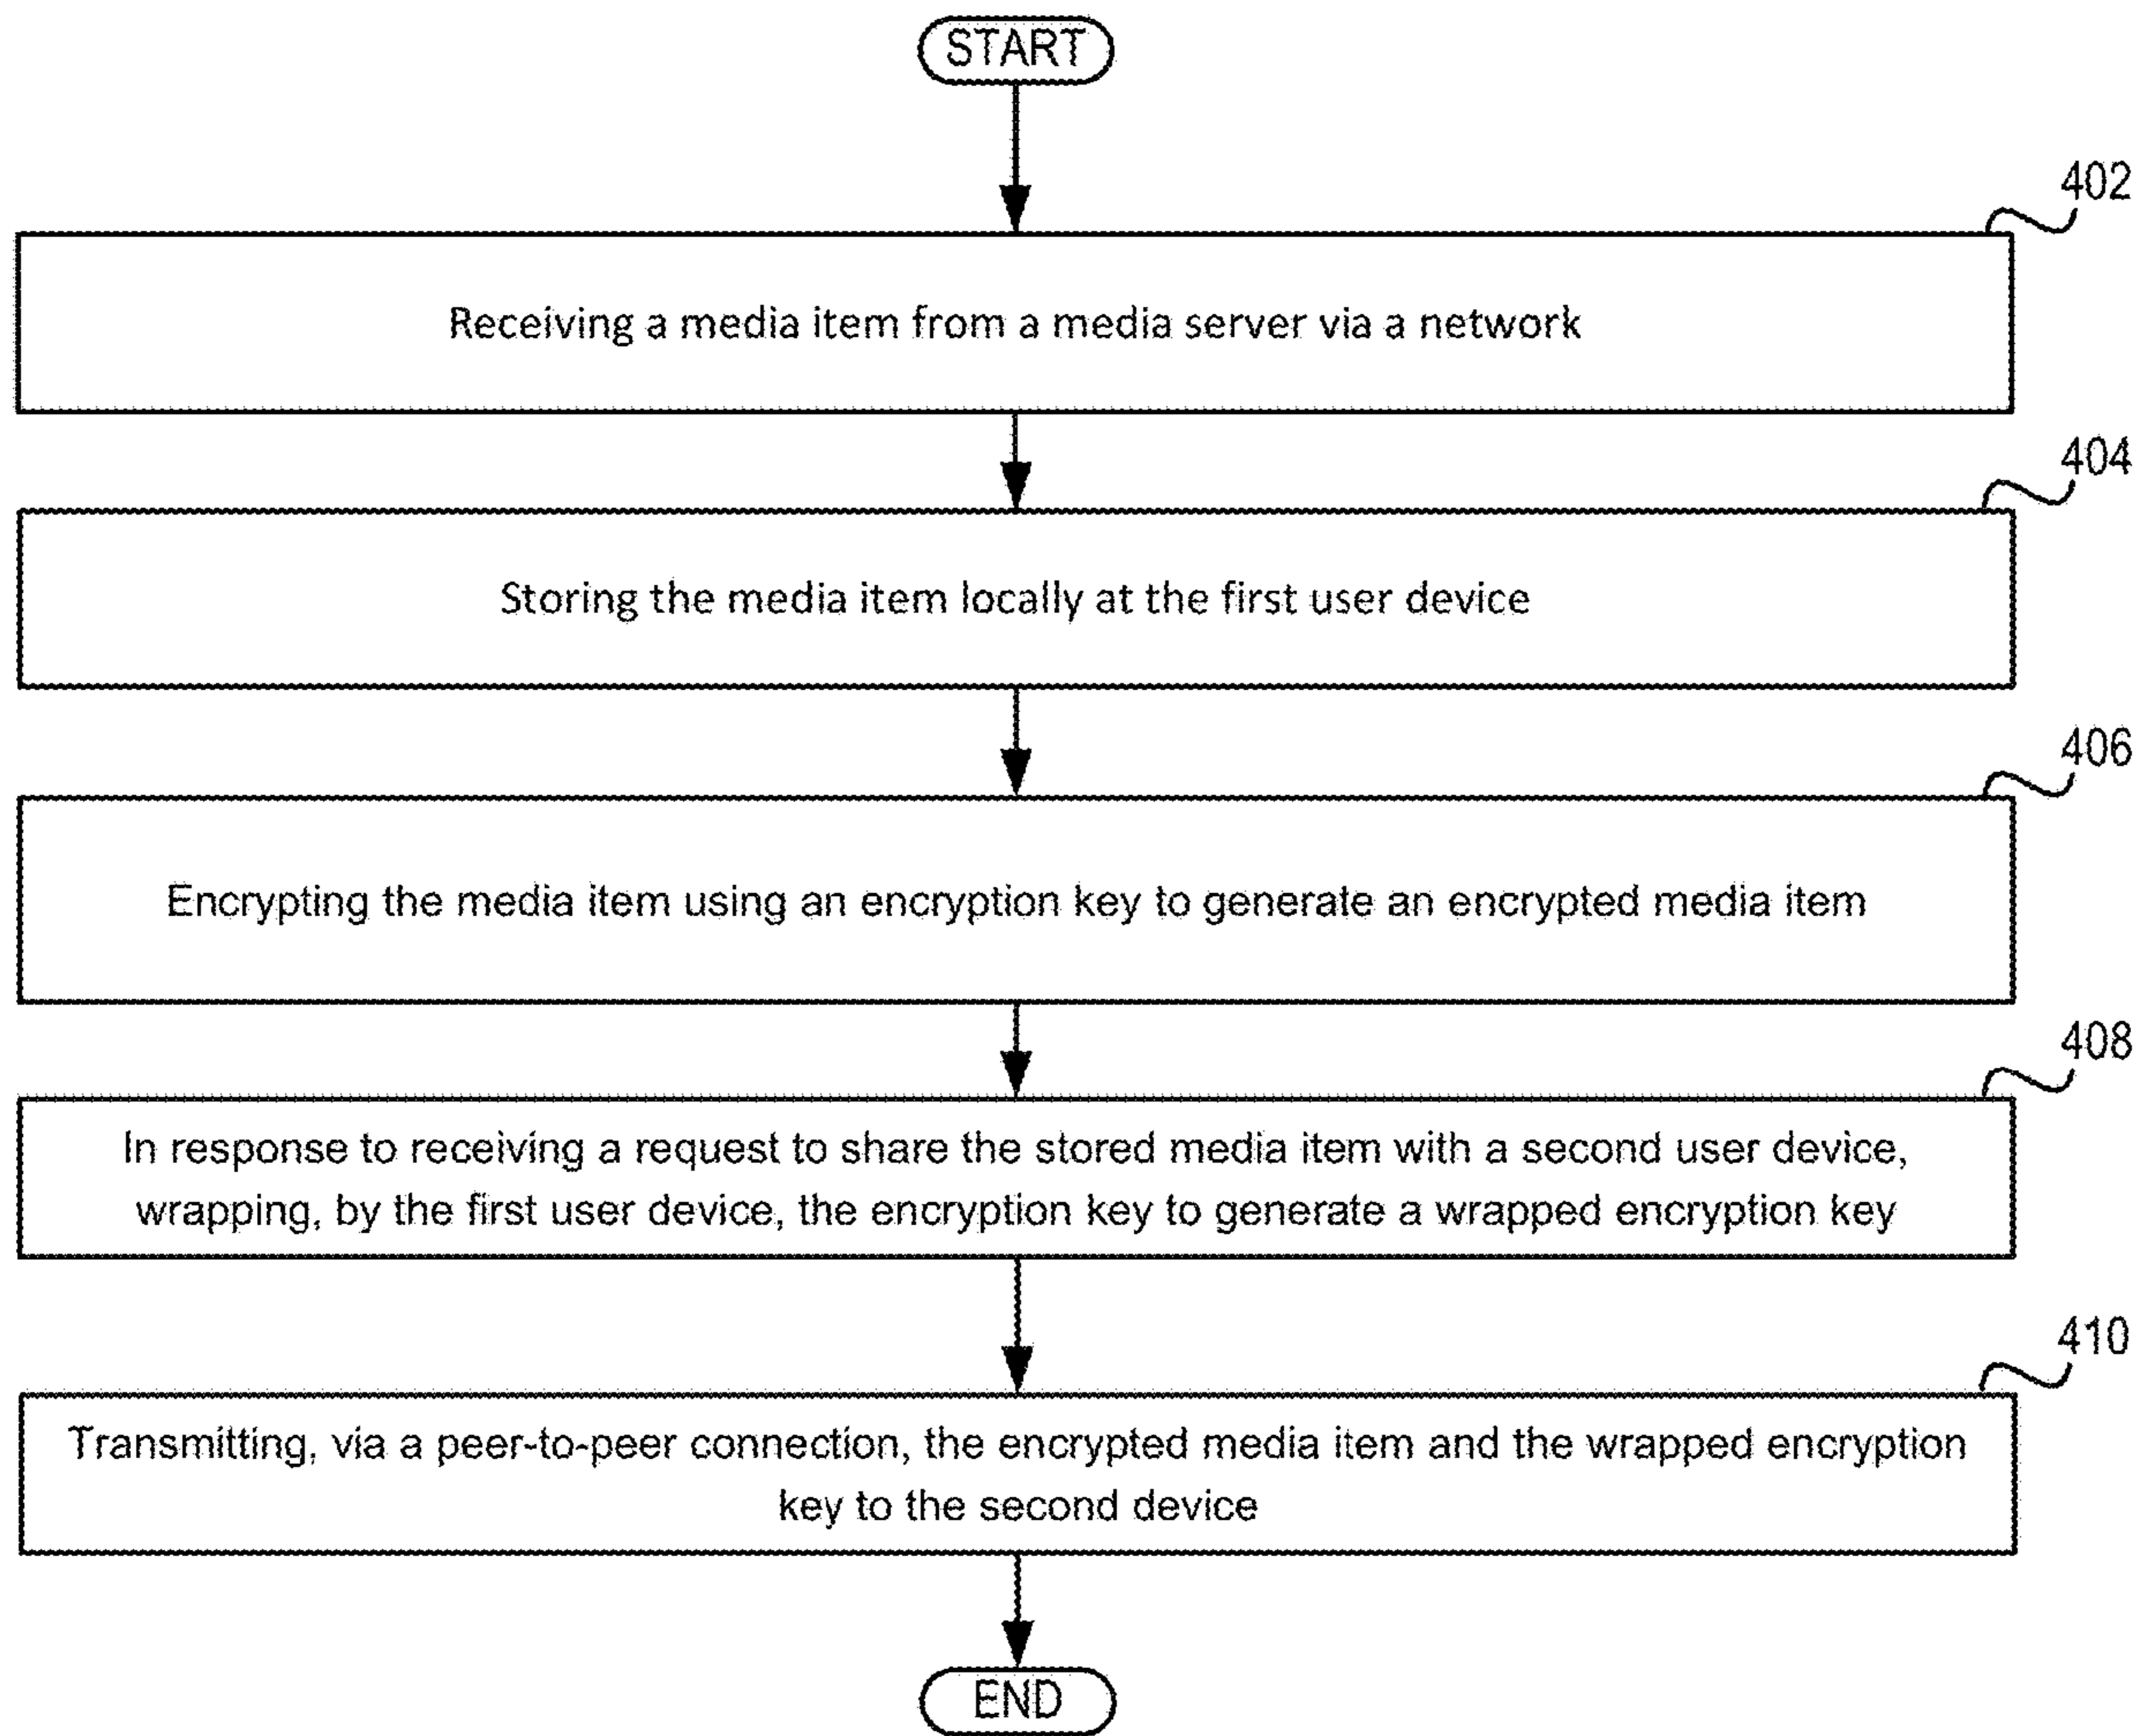 START
402
Receiving a media item from a media server via a network
404
Storing the media item locally at the first user device
406
Encrypting the media item using an encryption key to generate an encrypted media item
408
In response to receiving a request to share the stored media item with a second user device,
wrapping, by the first user device, the encryption key to generate a wrapped encryption key
410
Transmitting, via a peer-to-peer connection, the encrypted media item and the wrapped encryption
key to the second device
END